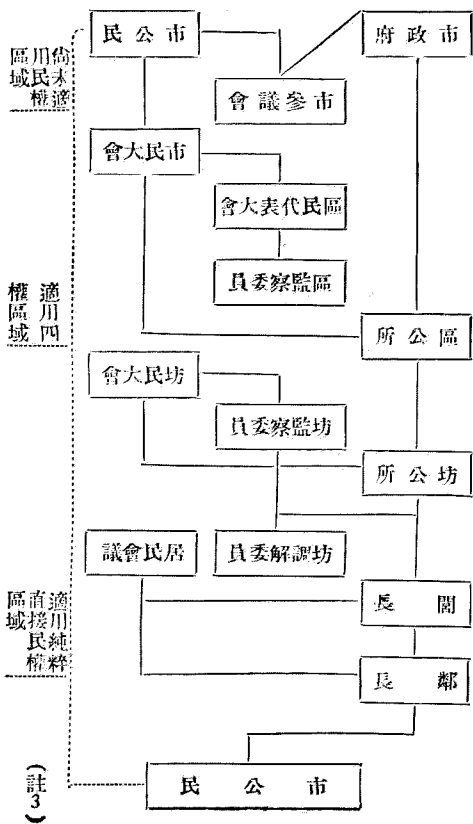 市政府
市公民
尚未適
用民權
區域
市參議會
市民大會
區民代表大會
區監察委員
適用四
權區域
區公所
坊民大會
坊監察委員
坊公所
居民會議
坊調解委員
閭長
適用純粹
直接民權
區域
鄰長
市公民
(註3)